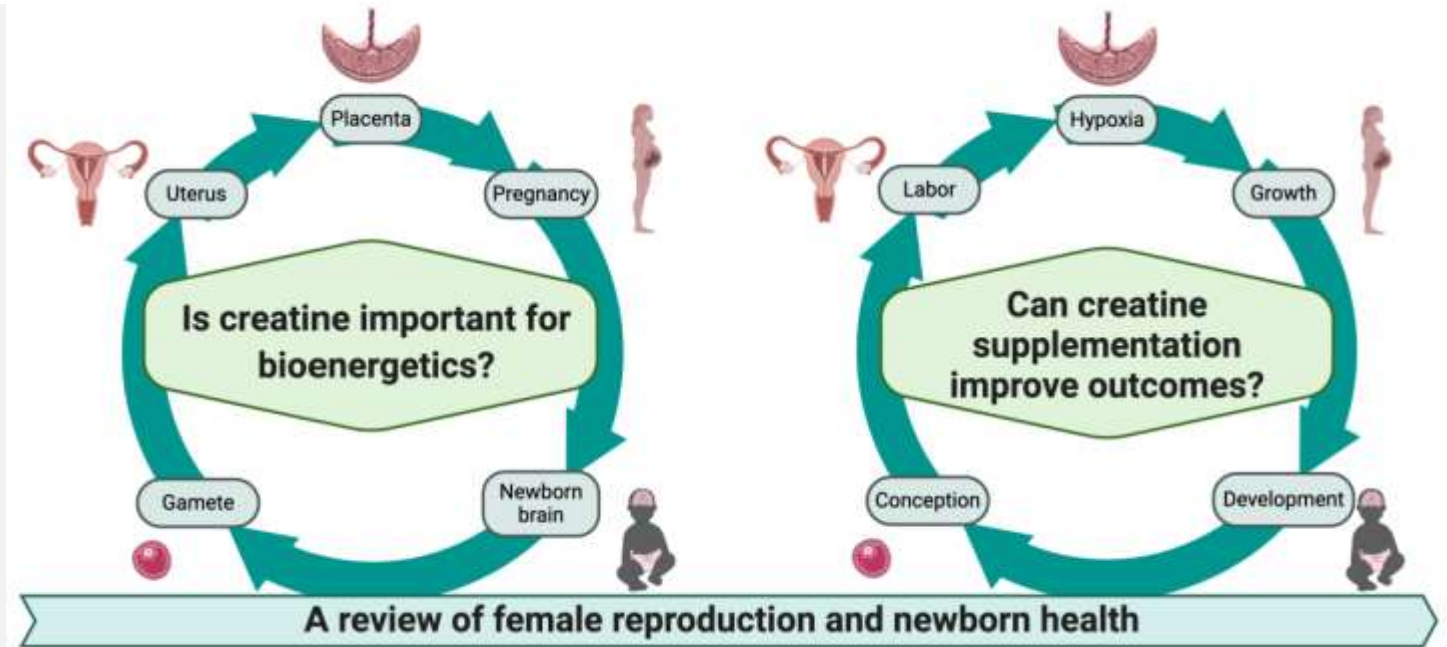 Placenta
Uterus
Pregnancy
Is creatine important for
bioenergetics?
Gamete
Newborn
brain
Hypoxia
Labor
Growth
Can creatine
supplementation
improve outcomes?
Conception
Development
A review of female reproduction and newborn health